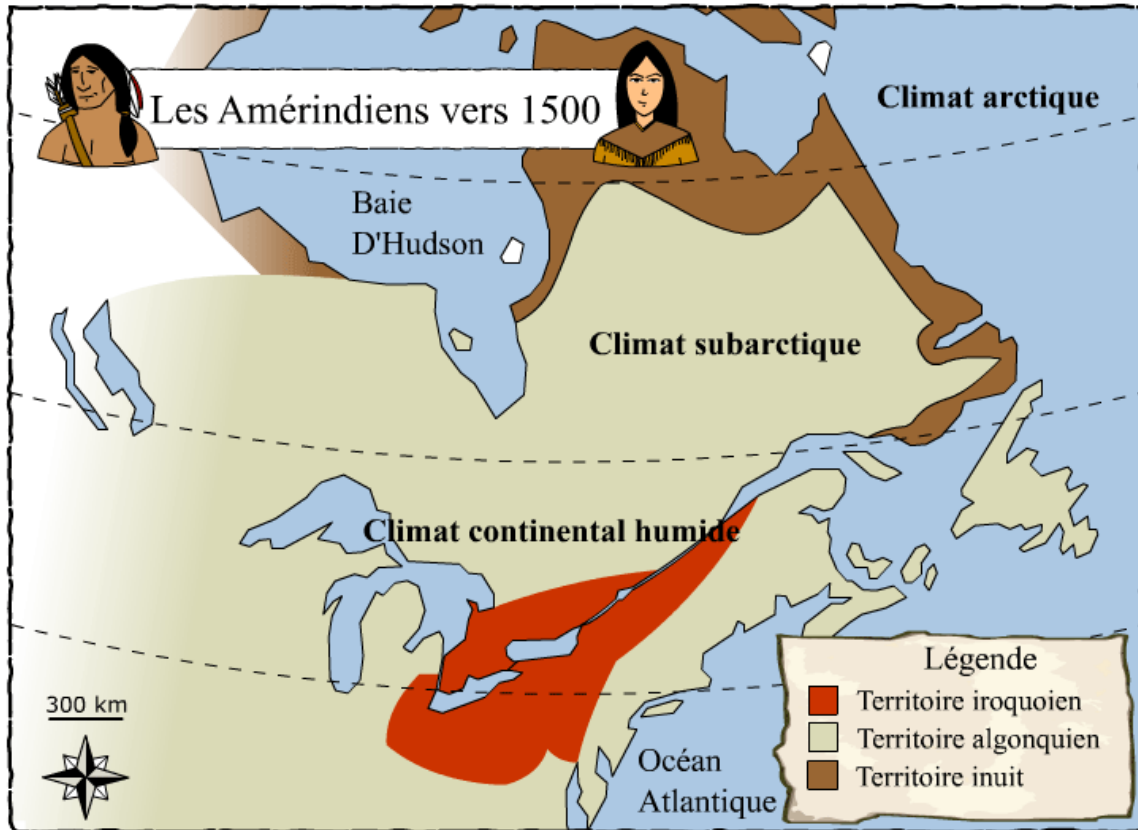 Climat arctique
Les Amérindiens vers 1500
Baie
D'Hudson
Climat subarctique
Climat continental humide
Légende
Territoire iroquoien
Territoire algonquien
Territoire inuit
300 km
Océan
Atlantique